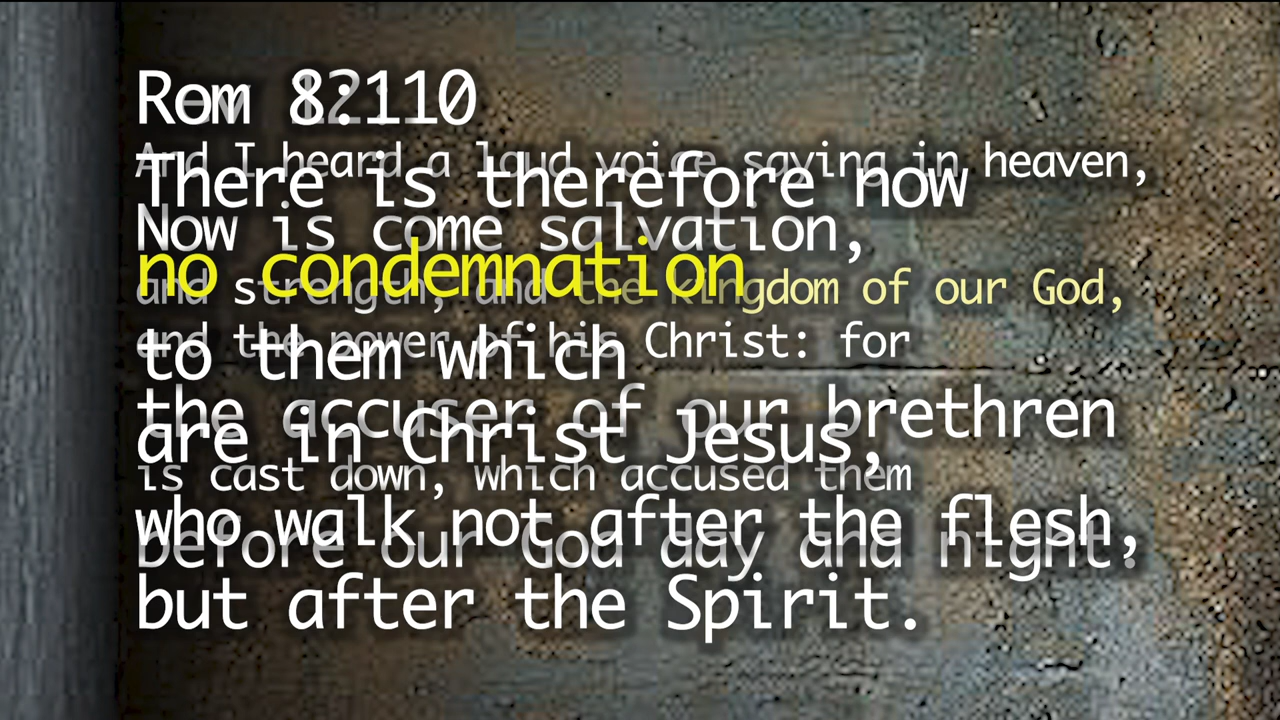 Rom 8:1
There is therefore now
no condemnation
to them which
are in Christ Jesus,
who walk not after the flesh,
but after the Spirit.
Rev 12:10
And I heard a loud voice saying in heaven,
Now is come salvation,
and strength, and the kingdom of our God,
and the power of his Christ: for
the accuser of our brethren
is cast down, which accused them
before our God day and night.